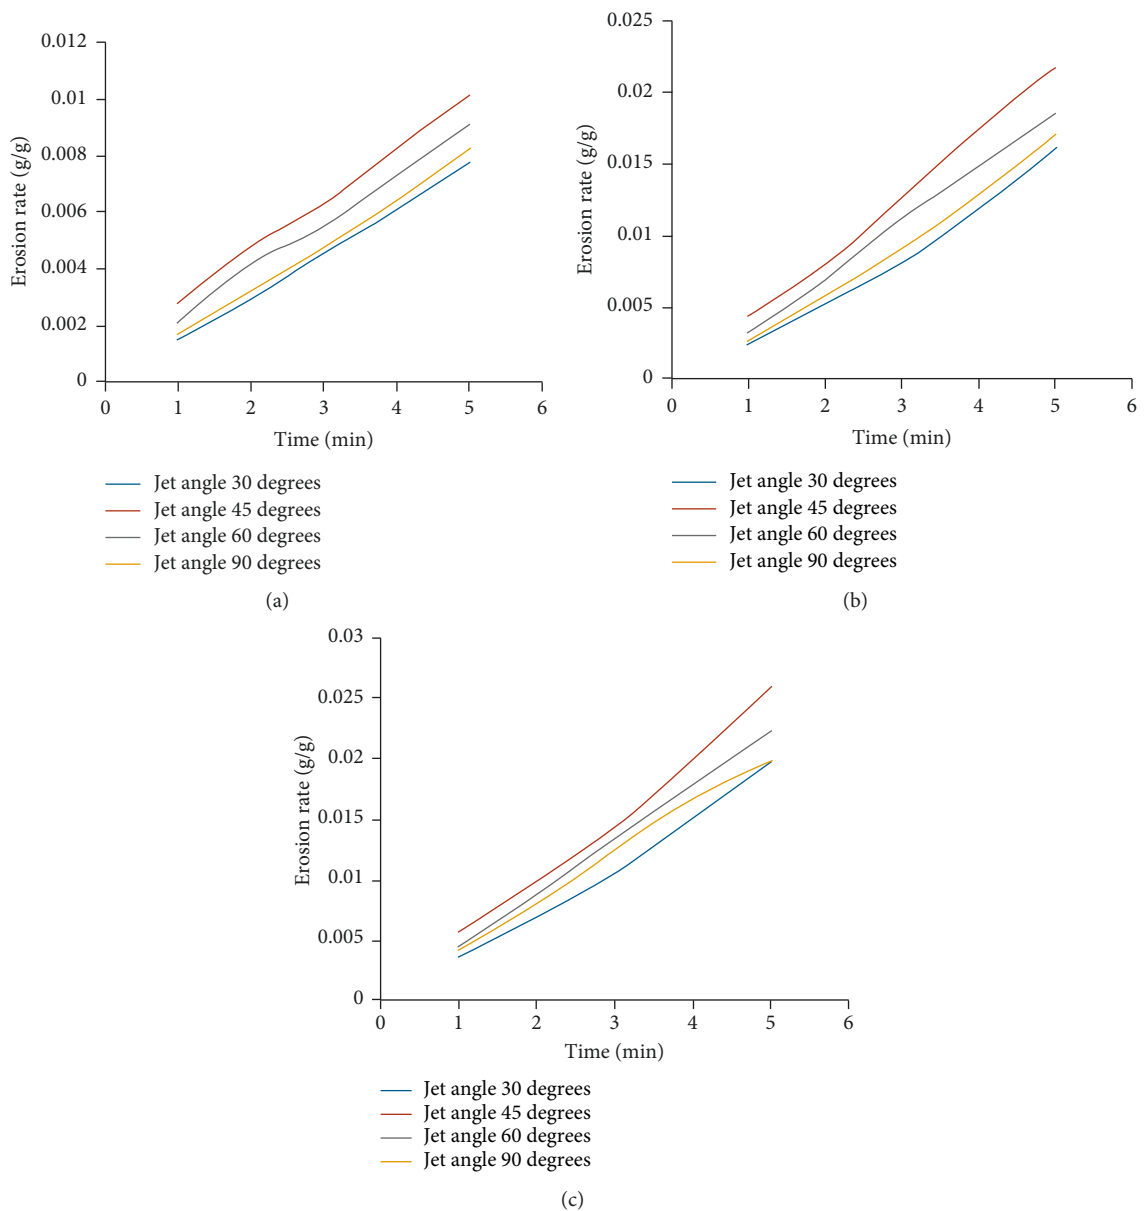 0.012
0.01
0.008
0.006
0.004
0.002
0
Erosion rate (g/g)
0 1 2 3 4 5 6
Time (min)
Jet angle 30 degrees
Jet angle 45 degrees
Jet angle 60 degrees
Jet angle 90 degrees
(a)
0.025
0.02
0.015
0.01
0.005
0
Erosion rate (g/g)
0 1 2 3 4 5 6
Time (min)
Jet angle 30 degrees
Jet angle 45 degrees
Jet angle 60 degrees
Jet angle 90 degrees
(b)
0.03
0.025
0.02
0.015
0.01
0.005
0
Erosion rate (g/g)
0 1 2 3 4 5 6
Time (min)
Jet angle 30 degrees
Jet angle 45 degrees
Jet angle 60 degrees
Jet angle 90 degrees
(c)